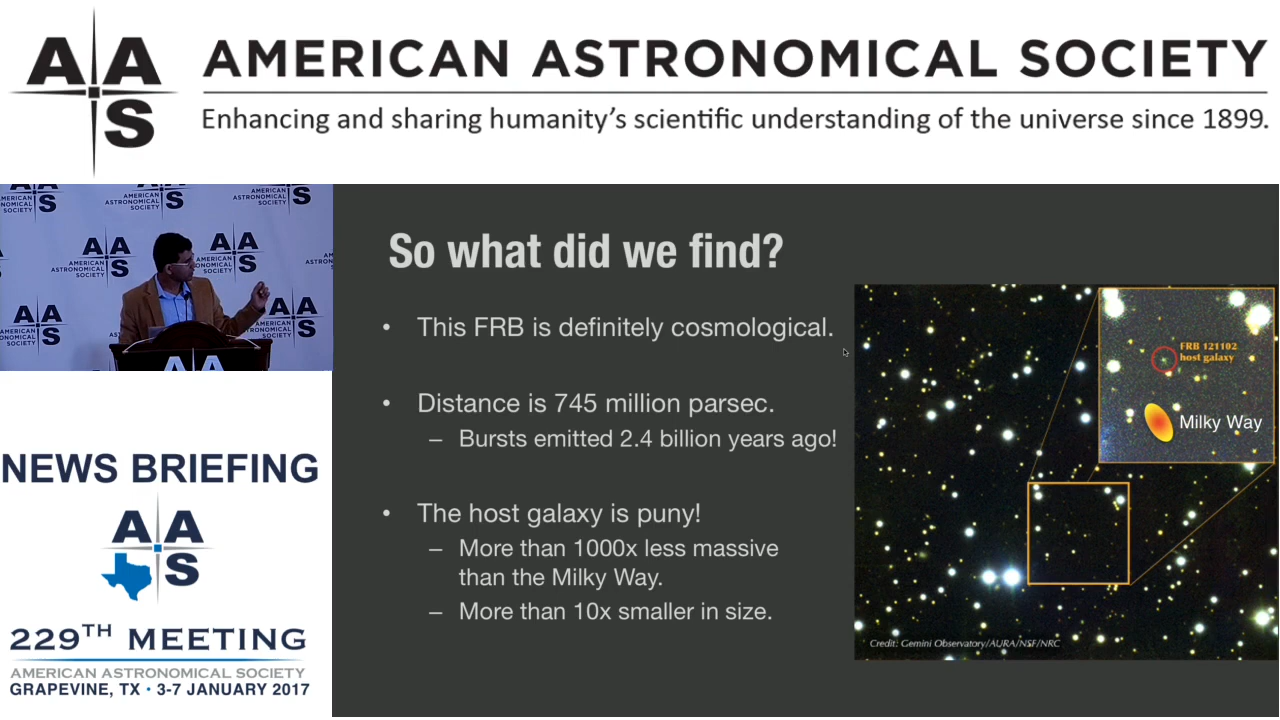 AAS
AMERICAN ASTRONOMICAL SOCIETY
Enhancing and sharing humanity's scientific understanding of the universe since 1899.
AAS
AMERICAN
ASTRONOMICAL
SOCIETY
So what did we find?
• This FRB is definitely cosmological.
• Distance is 745 million parsec.
– Bursts emitted 2.4 billion years ago!
• The host galaxy is puny!
– More than 1000x less massive
than the Milky Way.
– More than 10x smaller in size.
FRB 121102
host galaxy
Milky Way
Credit: Gemini Observatory/AURA/NSF/NRC
NEWS BRIEFING
AAS
229TH MEETING
AMERICAN ASTRONOMICAL SOCIETY
GRAPEVINE, TX • 3-7 JANUARY 2017